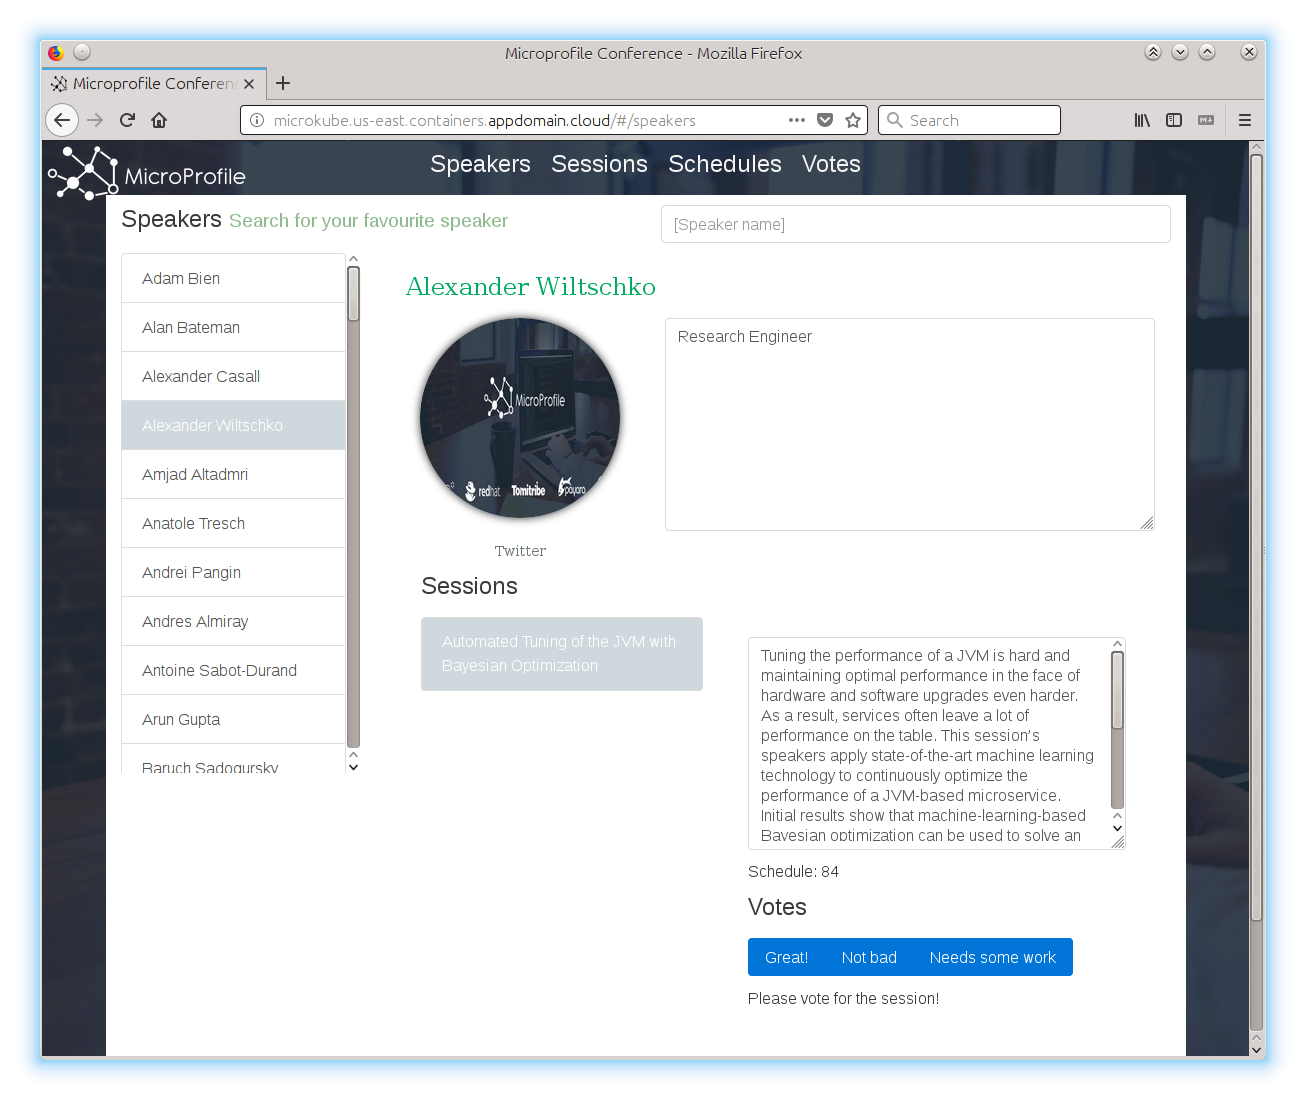 Microprofile Conference - Mozilla Firefox
Microprofile Conferen
microkube.us-east.containers.appdomain.cloud/#/speakers
Search
MicroProfile
Speakers Sessions Schedules Votes
Speakers Search for your favourite speaker
[Speaker name]
Adam Bien
Alan Bateman
Alexander Casall
Alexander Wiltschko
Amjad Altadmri
Anatole Tresch
Andrei Pangin
Andres Almiray
Antoine Sabot-Durand
Arun Gupta
Baruch Sadogursky
Alexander Wiltschko
MicroProfile
redhat. Tomitribe payara
Twitter
Research Engineer
Sessions
Automated Tuning of the JVM with
Bayesian Optimization
Tuning the performance of a JVM is hard and
maintaining optimal performance in the face of
hardware and software upgrades even harder.
As a result, services often leave a lot of
performance on the table. This session's
speakers apply state-of-the-art machine learning
technology to continuously optimize the
performance of a JVM-based microservice.
Initial results show that machine-learning-based
Bayesian optimization can be used to solve an
Schedule: 84
Votes
Great! Not bad Needs some work
Please vote for the session!